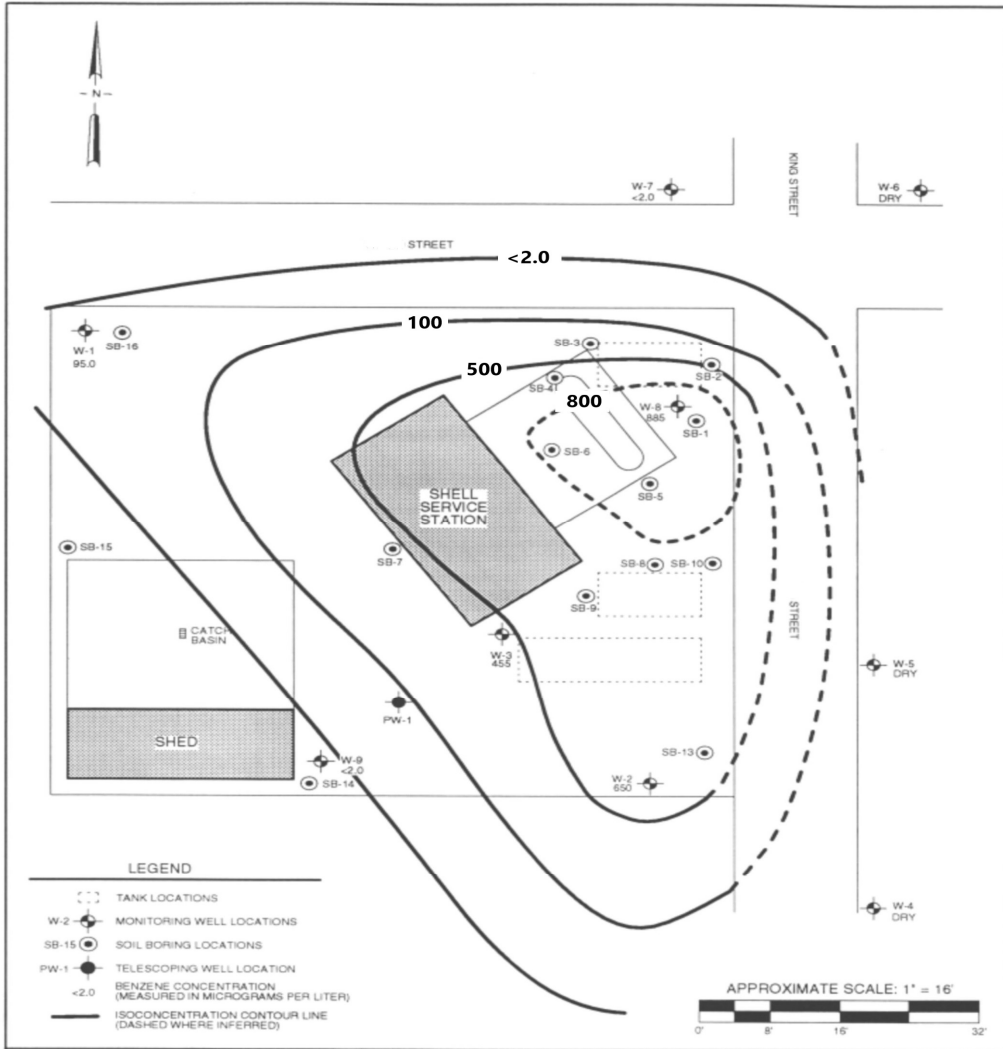 N
W-7
<2.0
KING STREET
W-6
DRY
STREET
<2.0
W-1
95.0
SB-16
100
SB-3
SB-2
500
SB-4
800
W-8
885
SB-1
SB-6
SB-5
SHELL
SERVICE
STATION
SB-15
SB-7
SB-8
SB-10
SB-9
STREET
CATCH
BASIN
W-3
455
W-5
DRY
PW-1
SHED
SB-13
W-9
<2.0
SB-14
W-2
650
W-4
DRY
LEGEND
TANK LOCATIONS
W-2 MONITORING WELL LOCATIONS
SB-15 SOIL BORING LOCATIONS
PW-1 TELESCOPING WELL LOCATION
<2.0 BENZENE CONCENTRATION
(MEASURED IN MICROGRAMS PER LITER)
ISOCONCENTRATION CONTOUR LINE
(DASHED WHERE INFERRED)
APPROXIMATE SCALE: 1" = 16'
0' 8' 16' 32'